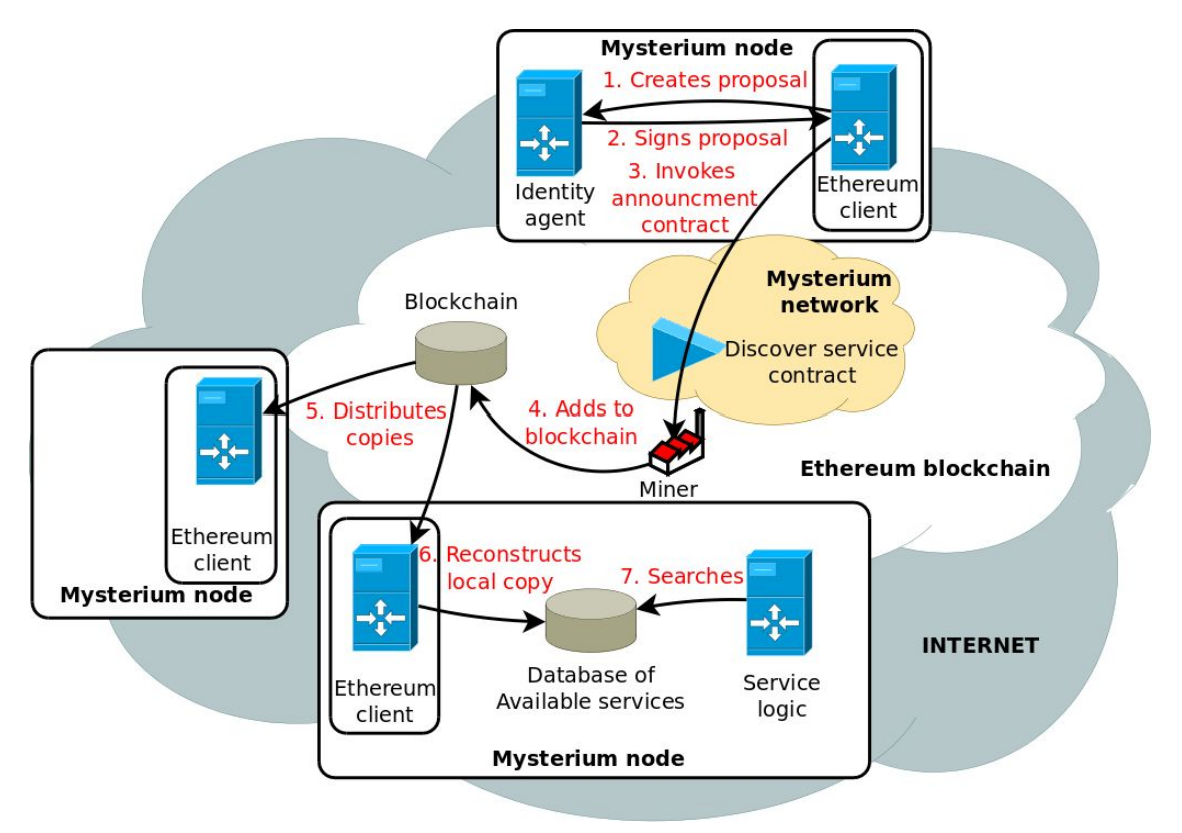 Mysterium node
1. Creates proposal
2. Signs proposal
3. Invokes
announcment
contract
Identity
agent
Ethereum
client
Mysterium
network
Discover service
contract
Blockchain
5. Distributes
copies
4. Adds to
blockchain
Miner
Ethereum blockchain
Ethereum
client
Mysterium node
6. Reconstructs
local copy
7. Searches
Ethereum
client
Database of
Available services
Service
logic
Mysterium node
INTERNET